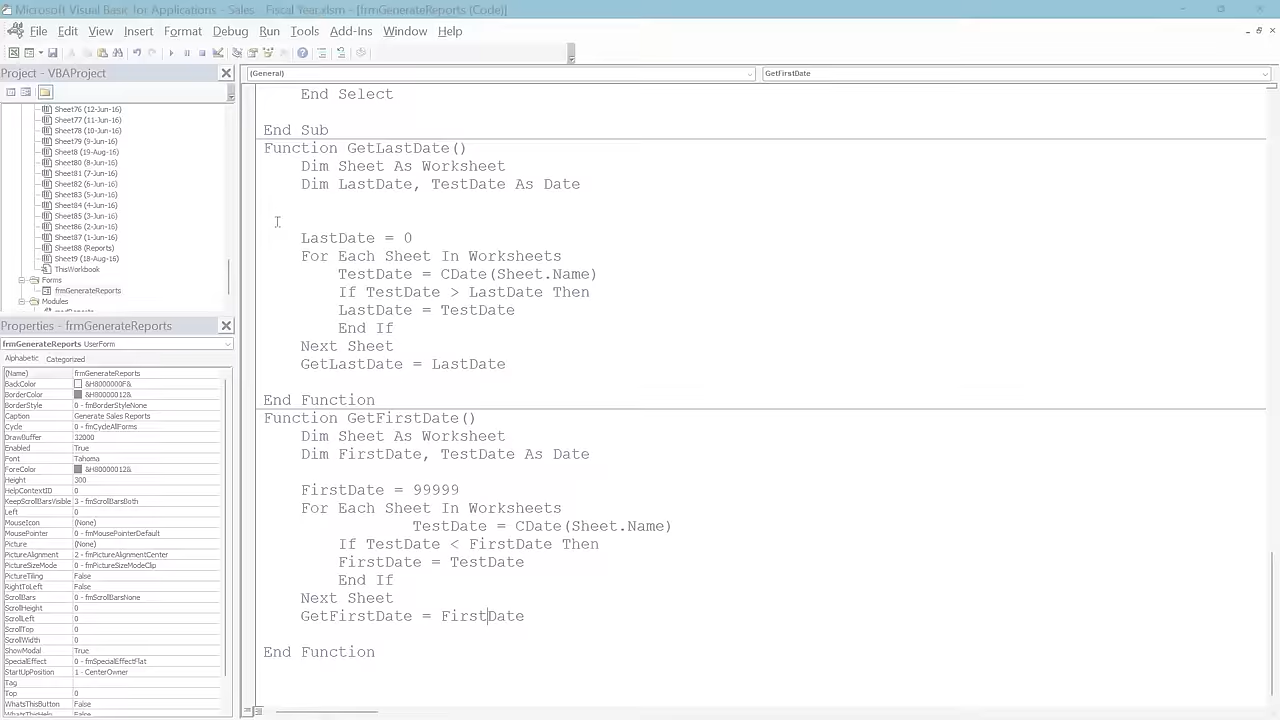 Microsoft Visual Basic for Applications - Sales _ Fiscal Year.xlsm - [frmGenerateReports (Code)]
File Edit View Insert Format Debug Run Tools Add-Ins Window Help
Project - VBAProject
(General)
GetFirstDate
Sheet76 (12-Jun-16)
Sheet77 (11-Jun-16)
Sheet78 (10-Jun-16)
Sheet79 (9-Jun-16)
Sheet8 (19-Aug-16)
Sheet80 (8-Jun-16)
Sheet81 (7-Jun-16)
Sheet82 (6-Jun-16)
Sheet83 (5-Jun-16)
Sheet84 (4-Jun-16)
Sheet85 (3-Jun-16)
Sheet86 (2-Jun-16)
Sheet87 (1-Jun-16)
Sheet88 (Reports)
Sheet9 (18-Aug-16)
ThisWorkbook
Forms
frmGenerateReports
Modules
Properties - frmGenerateReports
frmGenerateReports UserForm
Alphabetic Categorized
(Name) frmGenerateReports
BackColor &H8000000F&
BorderColor &H80000012&
BorderStyle 0 - fmBorderStyleNone
Caption Generate Sales Reports
Cycle 0 - fmCycleAllForms
DrawBuffer 32000
Enabled True
Font Tahoma
ForeColor &H80000012&
Height 300
HelpContextID 0
KeepScrollBarsVisible 3 - fmScrollBarsBoth
Left 0
MouseIcon (None)
MousePointer 0 - fmMousePointerDefault
Picture (None)
PictureAlignment 2 - fmPictureAlignmentCenter
PictureSizeMode 0 - fmPictureSizeModeClip
PictureTiling False
RightToLeft False
ScrollBars 0 - fmScrollBarsNone
ScrollHeight 0
ScrollLeft 0
ScrollTop 0
ScrollWidth 0
ShowModal True
SpecialEffect 0 - fmSpecialEffectFlat
StartUpPosition 1 - CenterOwner
Tag
Top 0
WhatsThisButton False
WhatsThisHelp False
End Select
End Sub
Function GetLastDate()
Dim Sheet As Worksheet
Dim LastDate, TestDate As Date
LastDate = 0
For Each Sheet In Worksheets
TestDate = CDate(Sheet.Name)
If TestDate > LastDate Then
LastDate = TestDate
End If
Next Sheet
GetLastDate = LastDate
End Function
Function GetFirstDate()
Dim Sheet As Worksheet
Dim FirstDate, TestDate As Date
FirstDate = 99999
For Each Sheet In Worksheets
TestDate = CDate(Sheet.Name)
If TestDate < FirstDate Then
FirstDate = TestDate
End If
Next Sheet
GetFirstDate = FirstDate
End Function